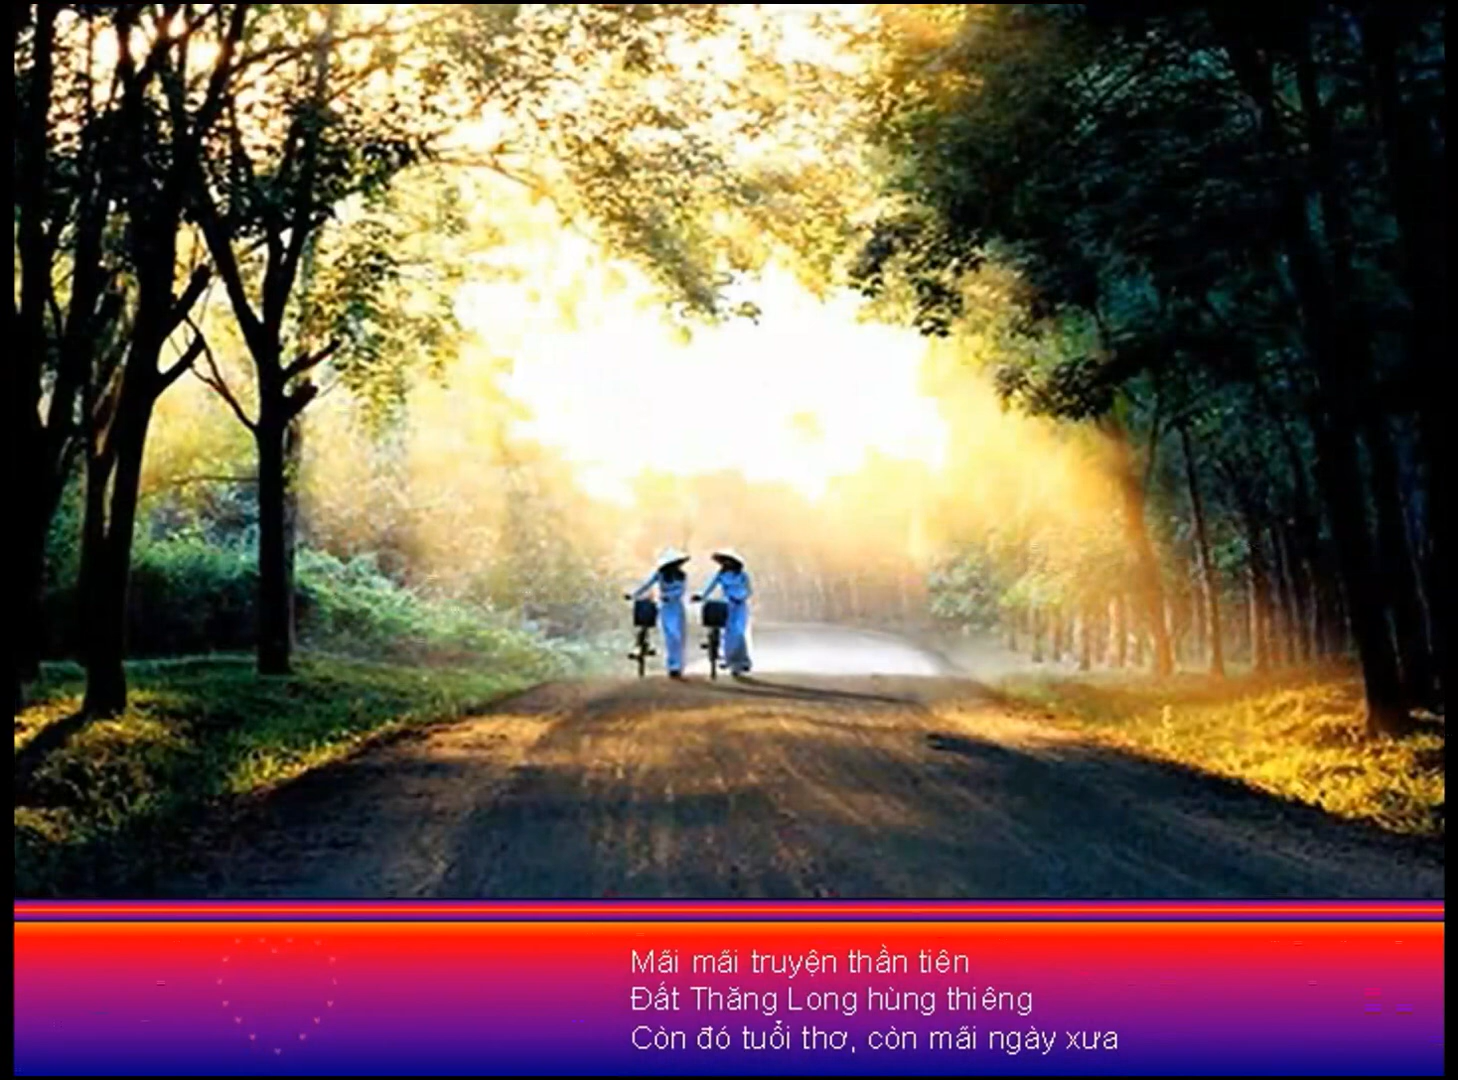 Mãi mãi truyện thần tiên
Đất Thăng Long hùng thiêng
Còn đó tuổi thơ, còn mãi ngày xưa